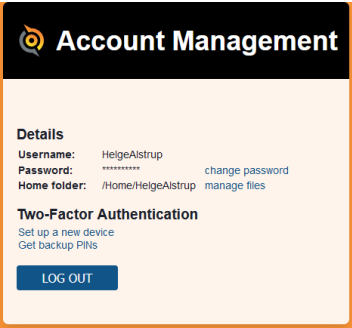 Account Management
Details
Username: HelgeAlstrup
Password: ********** change password
Home folder: /Home/HelgeAlstrup manage files
Two-Factor Authentication
Set up a new device
Get backup PINs
LOG OUT